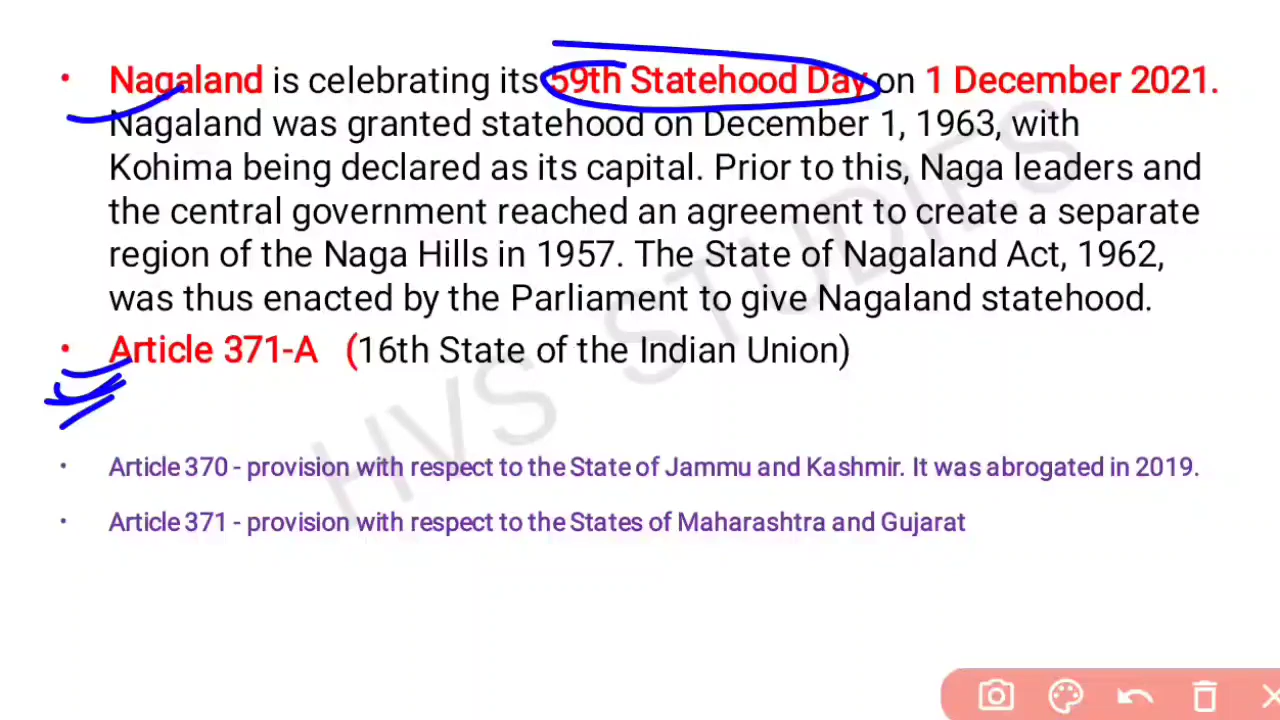 • Nagaland is celebrating its 59th Statehood Day on 1 December 2021.
Nagaland was granted statehood on December 1, 1963, with
Kohima being declared as its capital. Prior to this, Naga leaders and
the central government reached an agreement to create a separate
region of the Naga Hills in 1957. The State of Nagaland Act, 1962,
was thus enacted by the Parliament to give Nagaland statehood.
• Article 371-A (16th State of the Indian Union)
• Article 370 - provision with respect to the State of Jammu and Kashmir. It was abrogated in 2019.
• Article 371 - provision with respect to the States of Maharashtra and Gujarat
HVS STUDIES